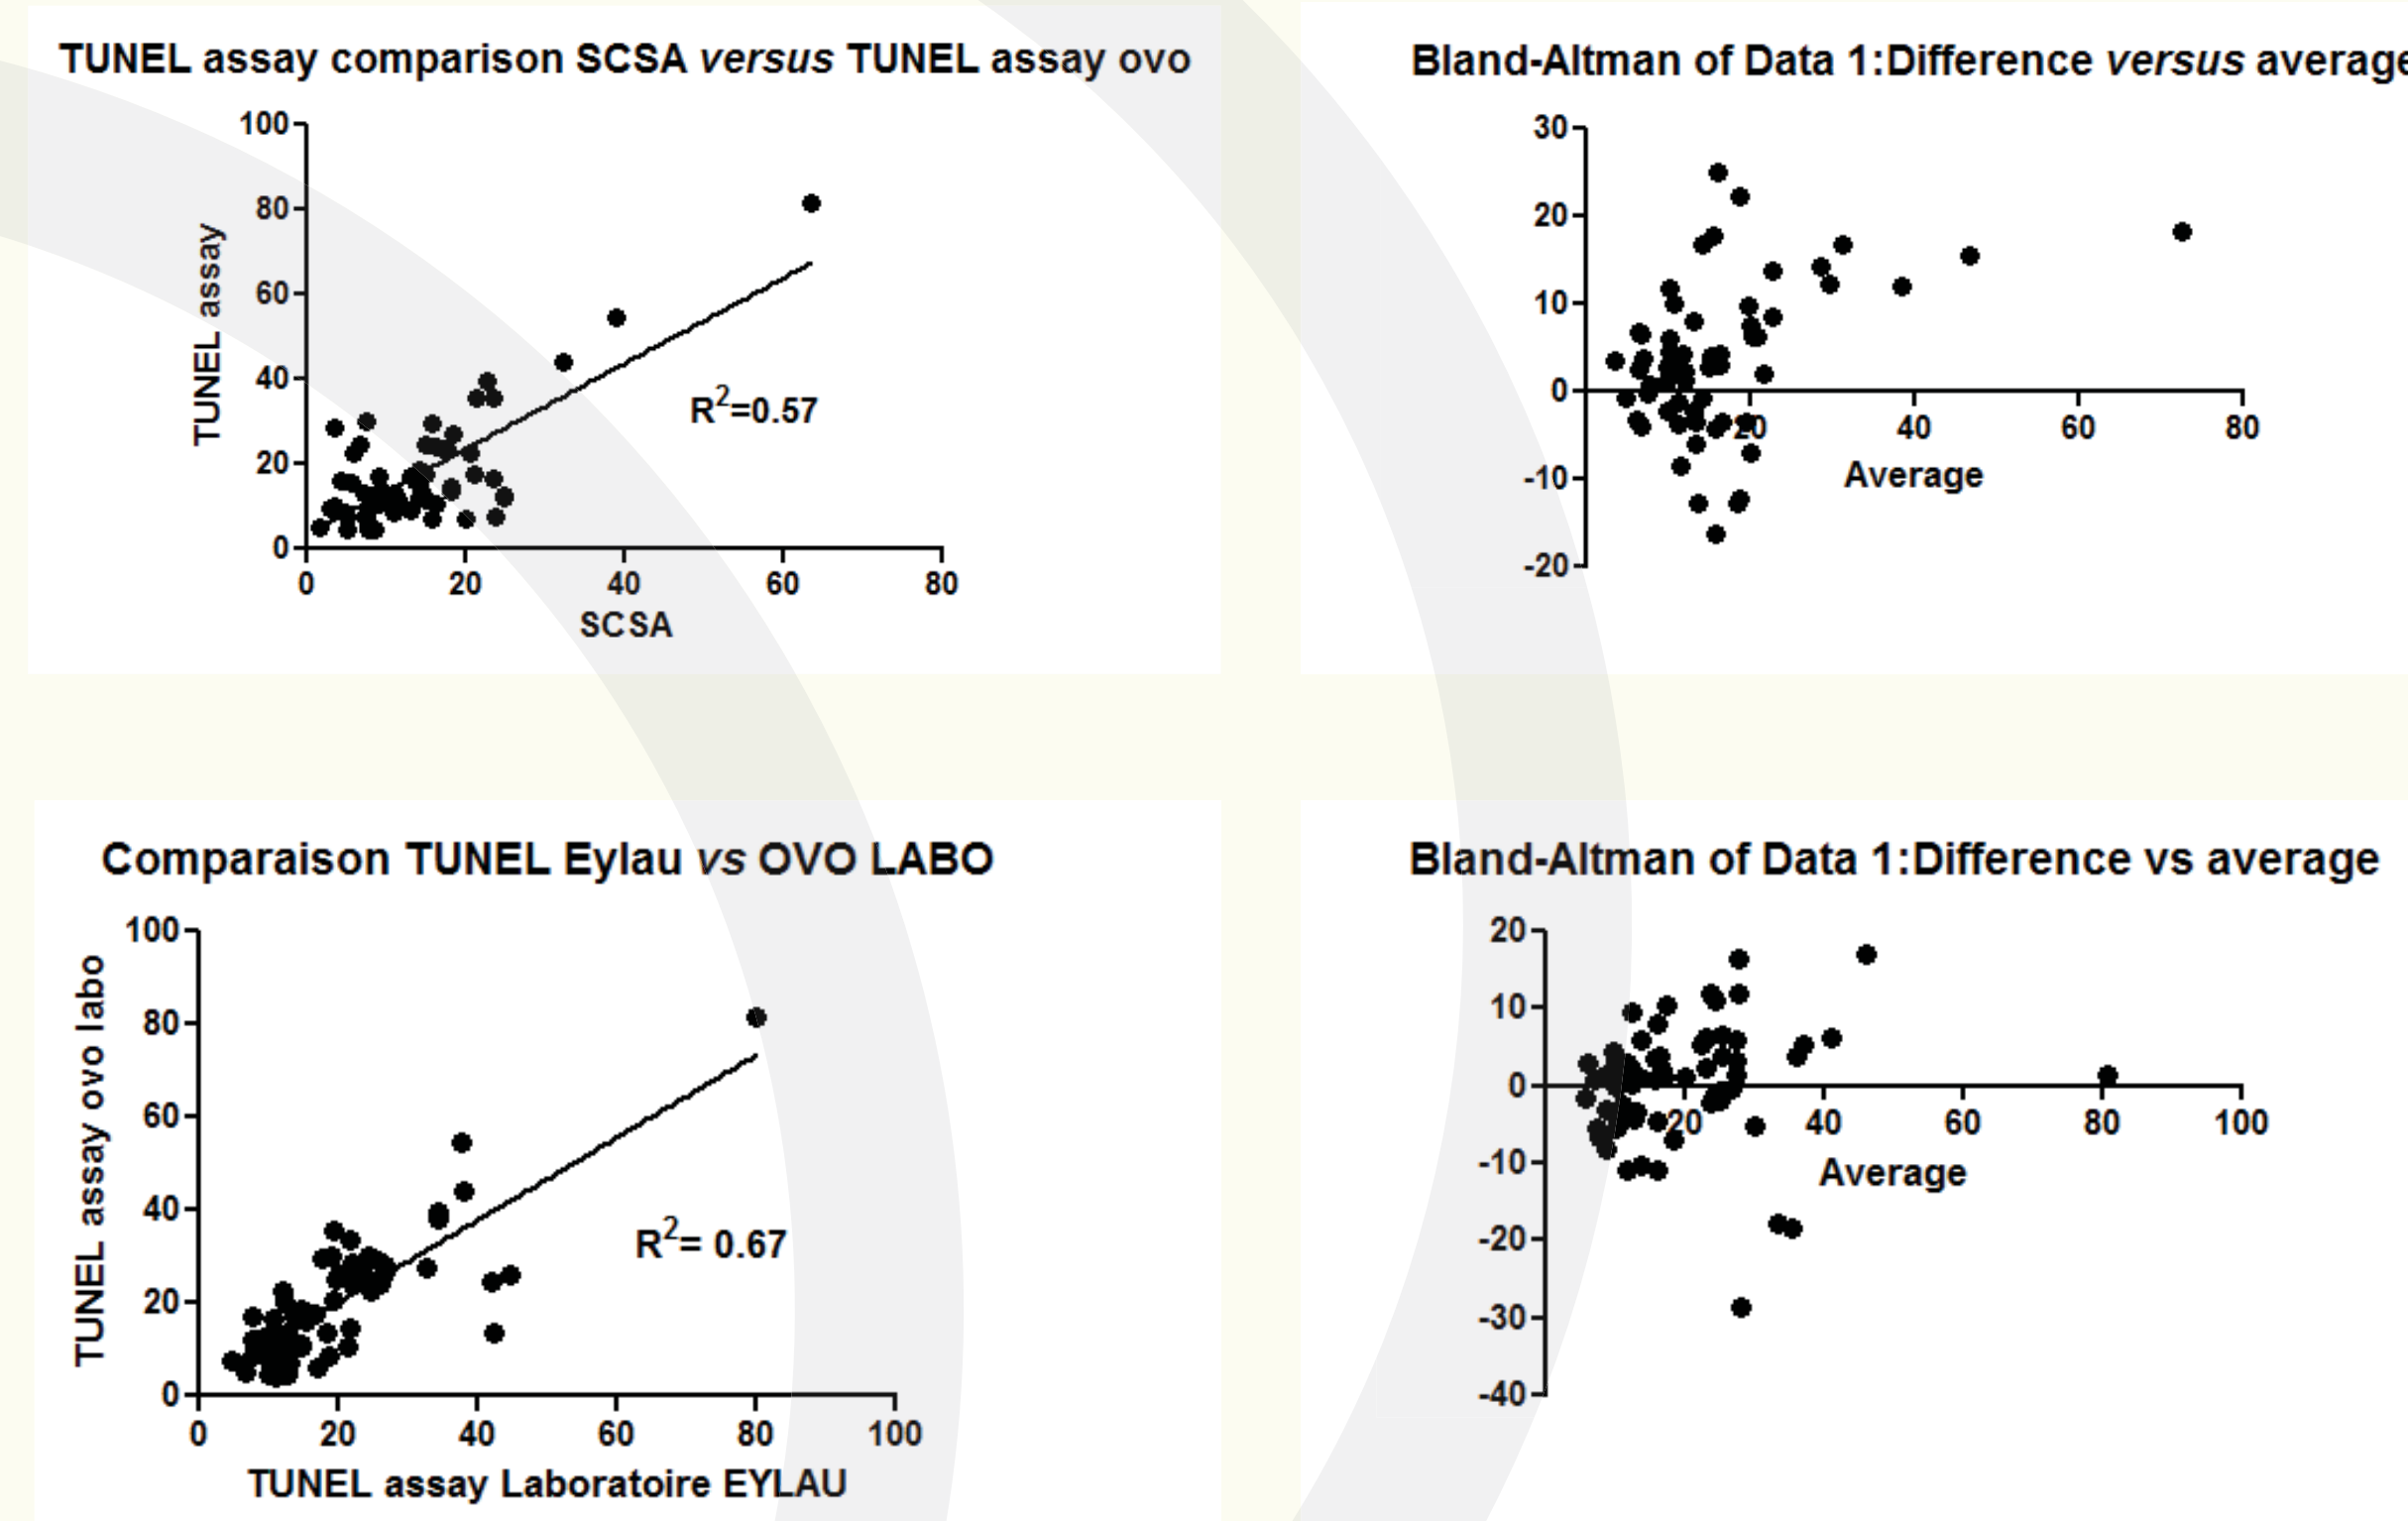 TUNEL assay comparison SCSA versus TUNEL assay ovo
100
80
60
40
20
0
TUNEL assay
R2=0.57
0 20 40 60 80
SCSA
Bland-Altman of Data 1:Difference versus average
30
20
10
0
-10
-20
20 40 60 80
Average
Comparaison TUNEL Eylau vs OVO LABO
100
80
60
40
20
0
TUNEL assay ovo labo
R2= 0.67
0 20 40 60 80 100
TUNEL assay Laboratoire EYLAU
Bland-Altman of Data 1:Difference vs average
20
10
0
-10
-20
-30
-40
20 40 60 80 100
Average